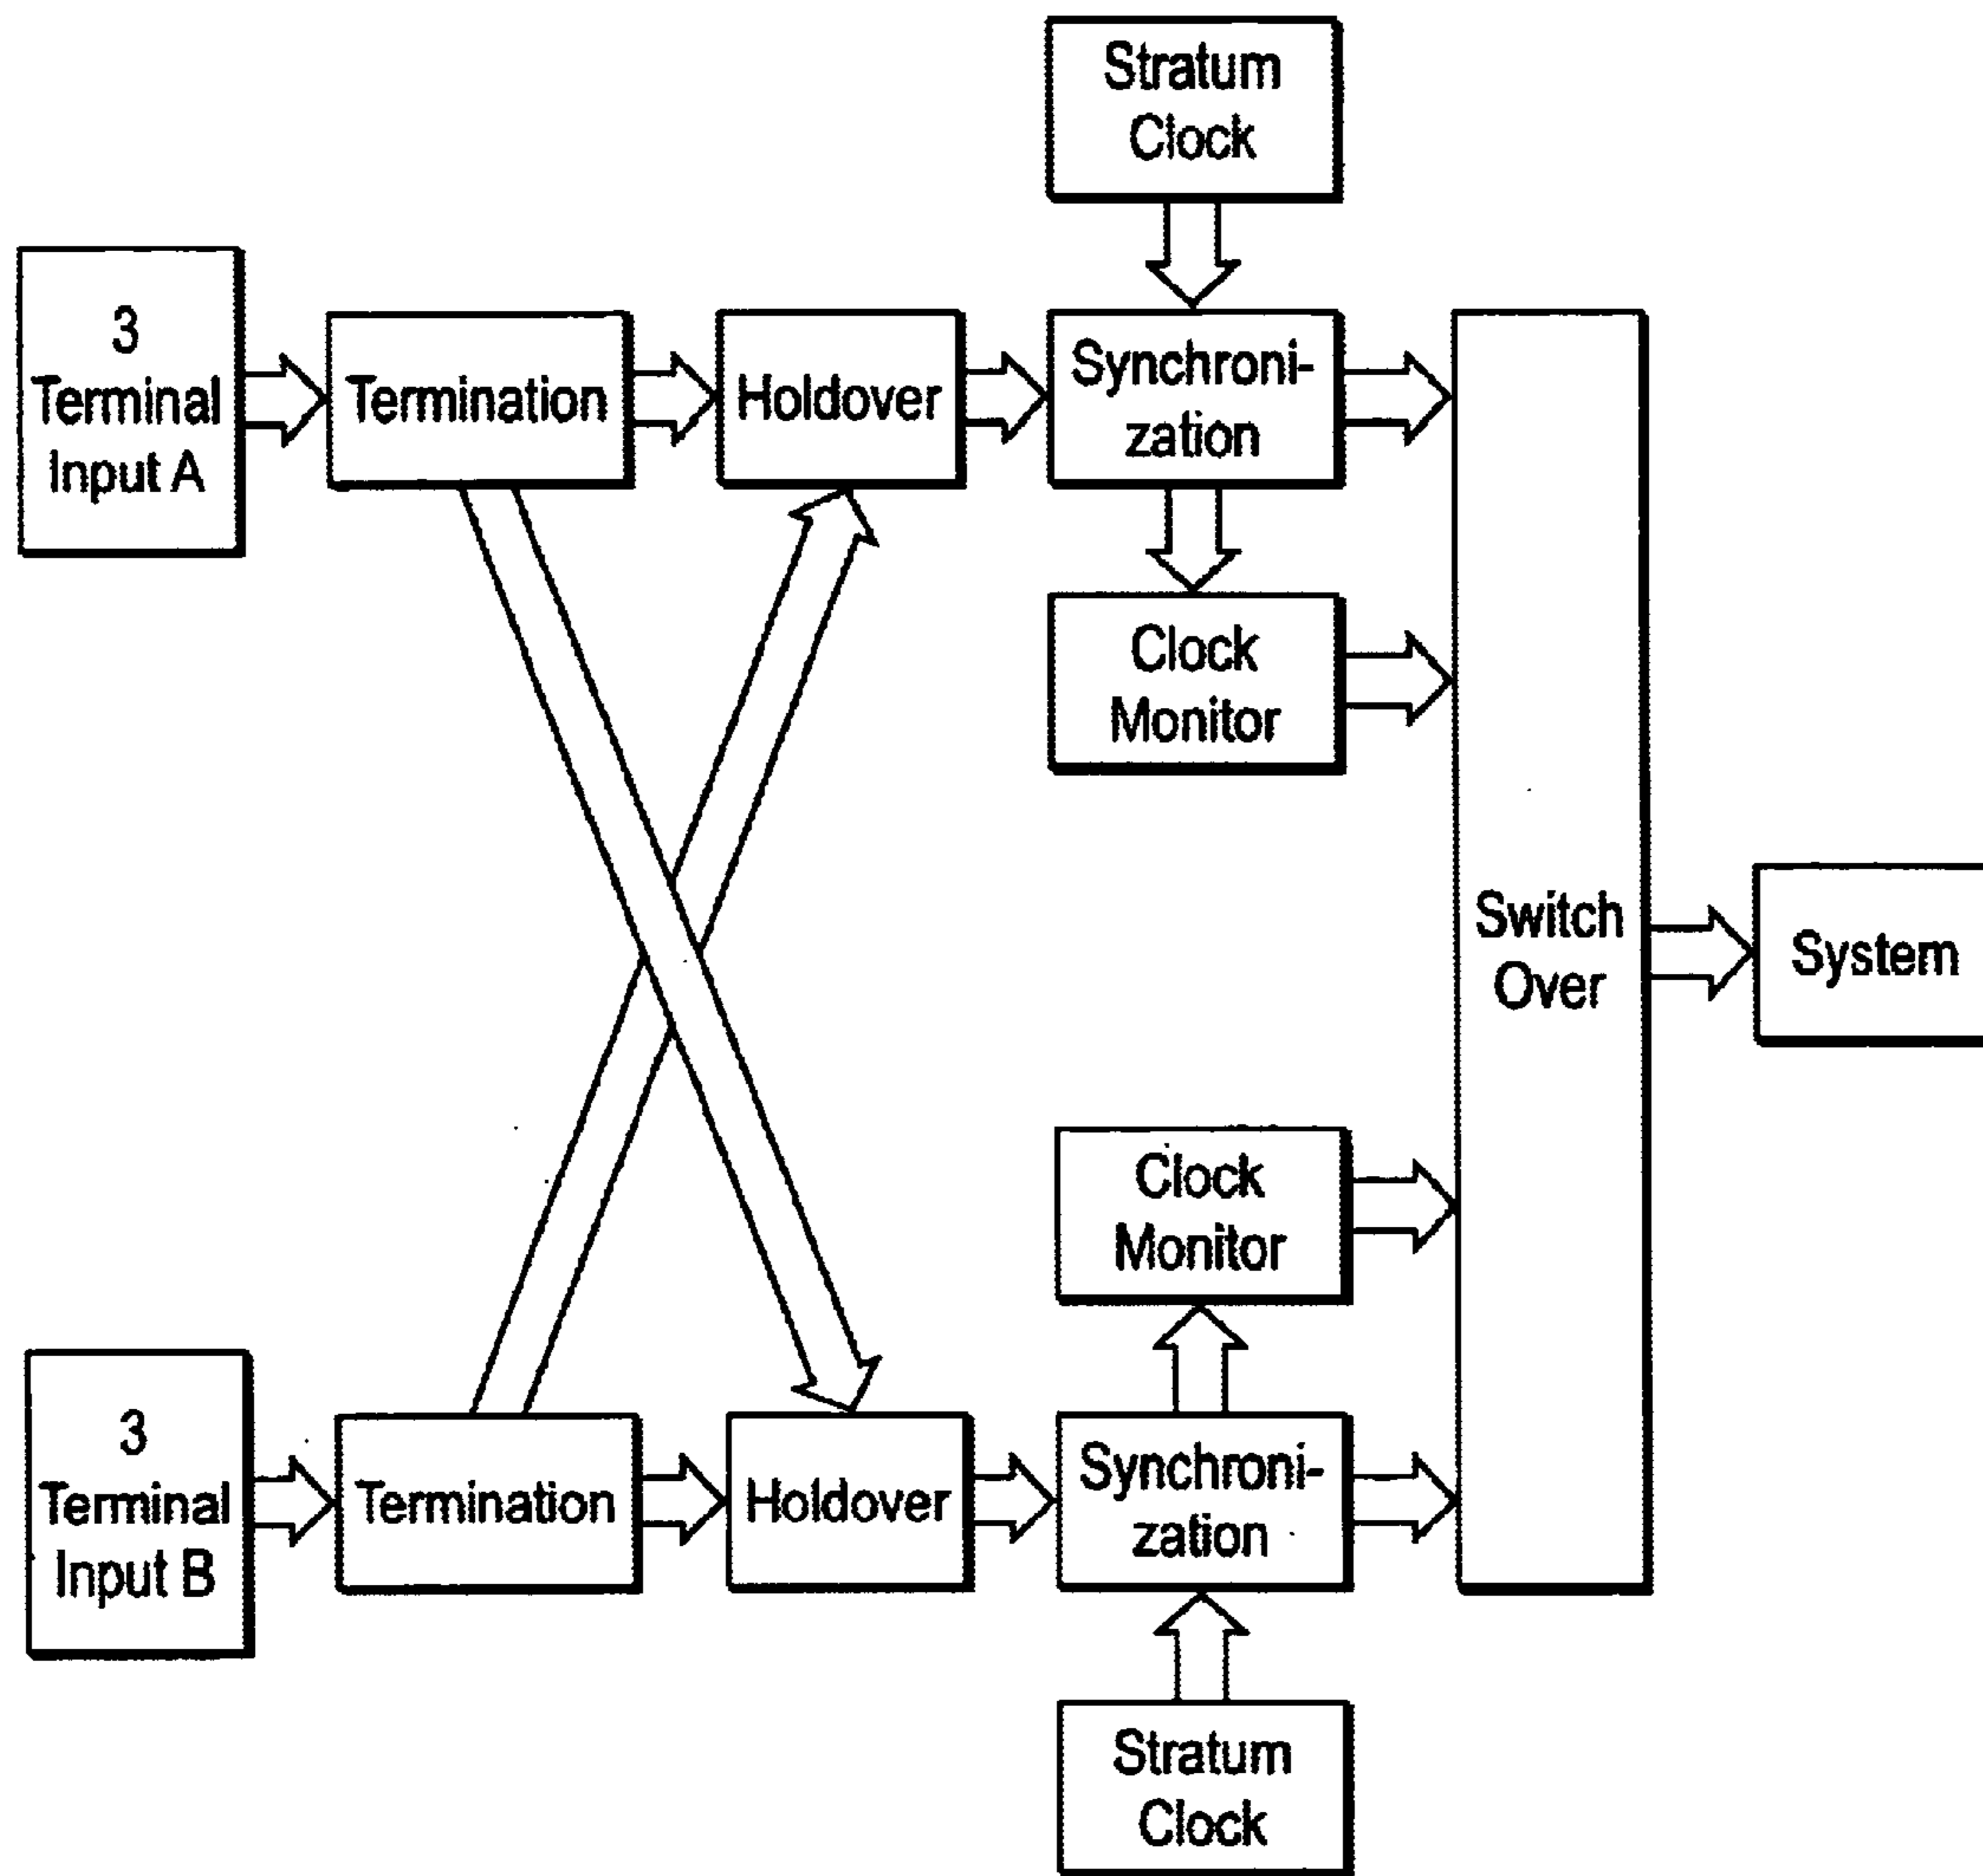 Stratum
Clock
3
Terminal
Input A
Termination
Holdover
Synchroni-
zation
Clock
Monitor
Switch
Over
System
Clock
Monitor
3
Terminal
Input B
Termination
Holdover
Synchroni-
zation
Stratum
Clock